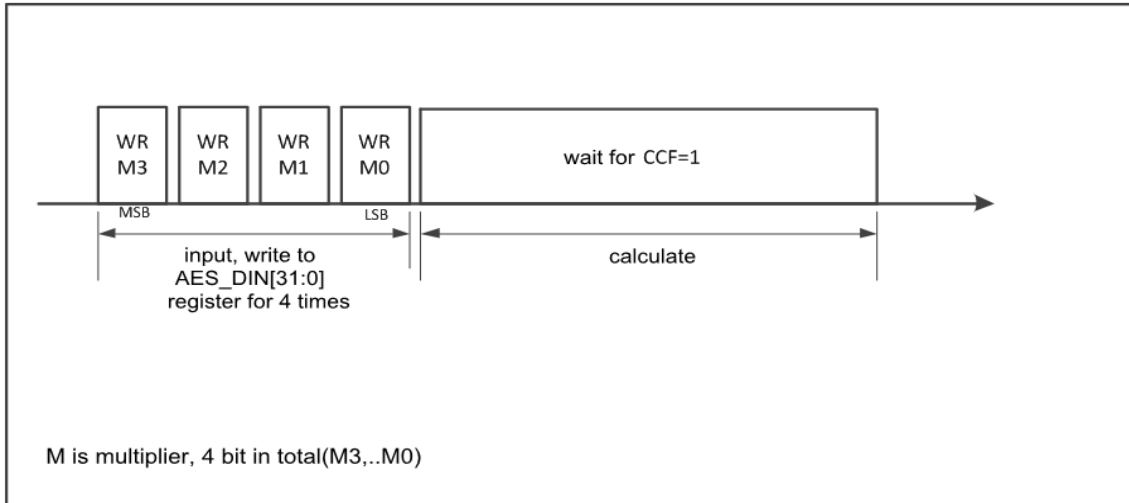 WR
M3
WR
M2
WR
M1
WR
M0
wait for CCF=1
MSB
LSB
input, write to
AES_DIN[31:0]
register for 4 times
calculate
M is multiplier, 4 bit in total(M3,..M0)